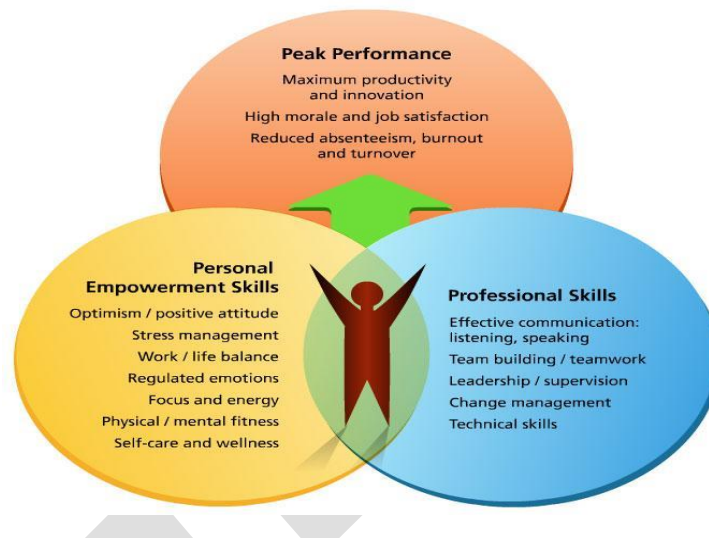 Peak Performance
Maximum productivity
and innovation
High morale and job satisfaction
Reduced absenteeism, burnout
and turnover
Personal
Empowerment Skills
Optimism / positive attitude
Stress management
Work / life balance
Regulated emotions
Focus and energy
Physical / mental fitness
Self-care and wellness
Professional Skills
Effective communication:
listening, speaking
Team building / teamwork
Leadership / supervision
Change management
Technical skills